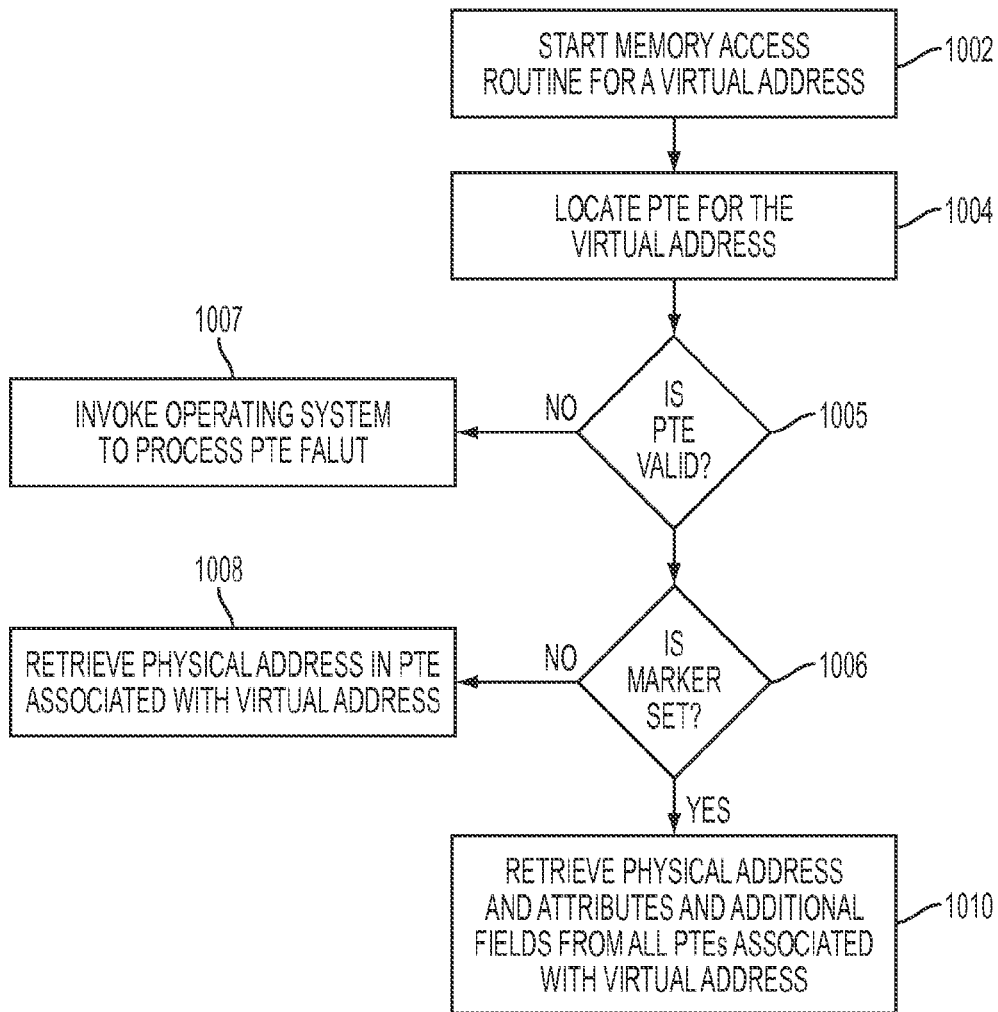 START MEMORY ACCESS
ROUTINE FOR A VIRTUAL ADDRESS
1002
LOCATE PTE FOR THE
VIRTUAL ADDRESS
1004
1007
INVOKE OPERATING SYSTEM
TO PROCESS PTE FALUT
NO
IS
PTE
VALID?
1005
1008
RETRIEVE PHYSICAL ADDRESS IN PTE
ASSOCIATED WITH VIRTUAL ADDRESS
NO
IS
MARKER
SET?
1006
YES
RETRIEVE PHYSICAL ADDRESS
AND ATTRIBUTES AND ADDITIONAL
FIELDS FROM ALL PTEs ASSOCIATED
WITH VIRTUAL ADDRESS
1010